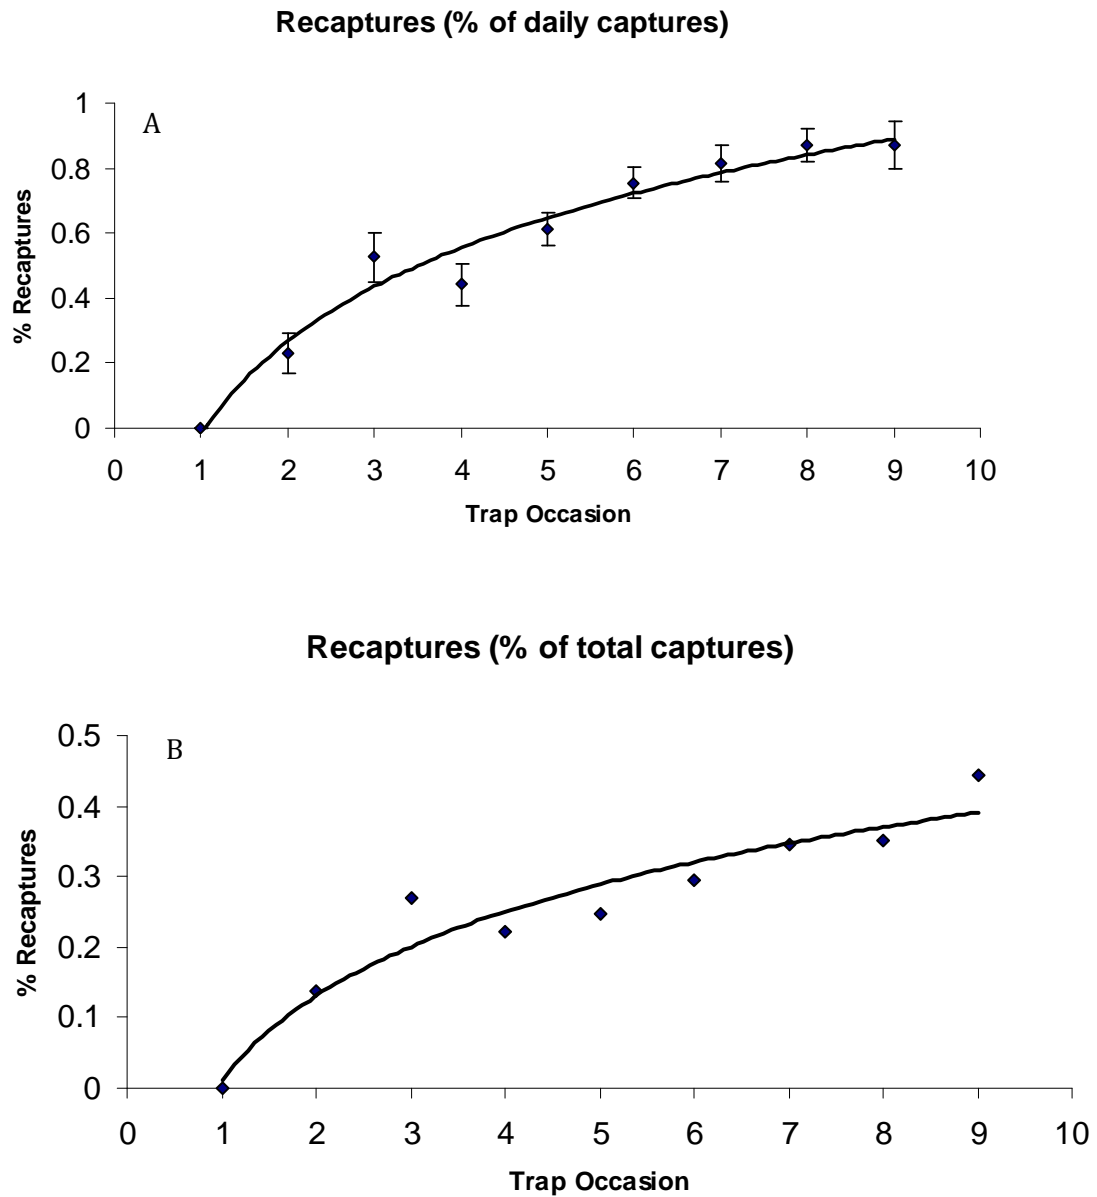 Recaptures (% of daily captures)
A
1
0.8
0.6
0.4
0.2
0
% Recaptures
0 1 2 3 4 5 6 7 8 9 10
Trap Occasion
Recaptures (% of total captures)
B
0.5
0.4
0.3
0.2
0.1
0
% Recaptures
0 1 2 3 4 5 6 7 8 9 10
Trap Occasion